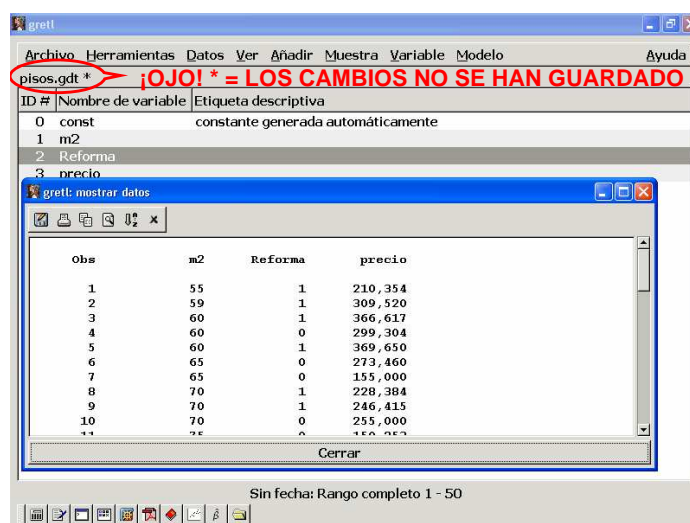 gretl
Archivo Herramientas Datos Ver Añadir Muestra Variable Modelo Ayuda
pisos.gdt * ¡OJO! * = LOS CAMBIOS NO SE HAN GUARDADO
ID # Nombre de variable Etiqueta descriptiva
0 const constante generada automáticamente
1 m2
2 Reforma
3 precio
gretl: mostrar datos
Obs m2 Reforma precio
1 55 1 210,354
2 59 1 309,520
3 60 1 366,617
4 60 0 299,304
5 60 1 369,650
6 65 0 273,460
7 65 0 155,000
8 70 1 228,384
9 70 1 246,415
10 70 0 255,000
Cerrar
Sin fecha: Rango completo 1 - 50